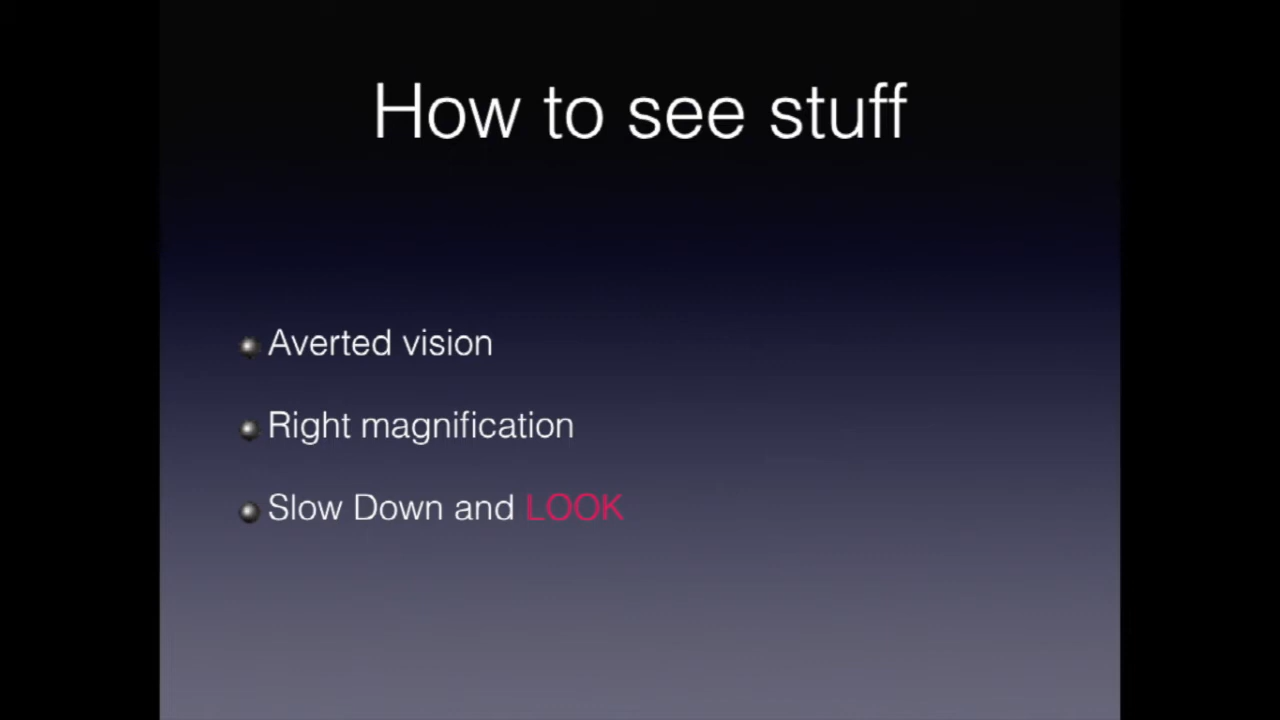 How to see stuff
Averted vision
Right magnification
Slow Down and LOOK